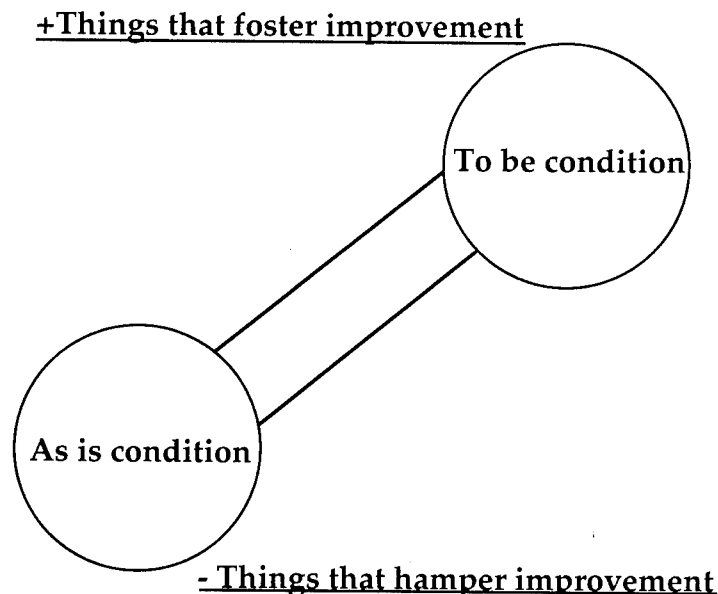 +Things that foster improvement
To be condition
As is condition
- Things that hamper improvement